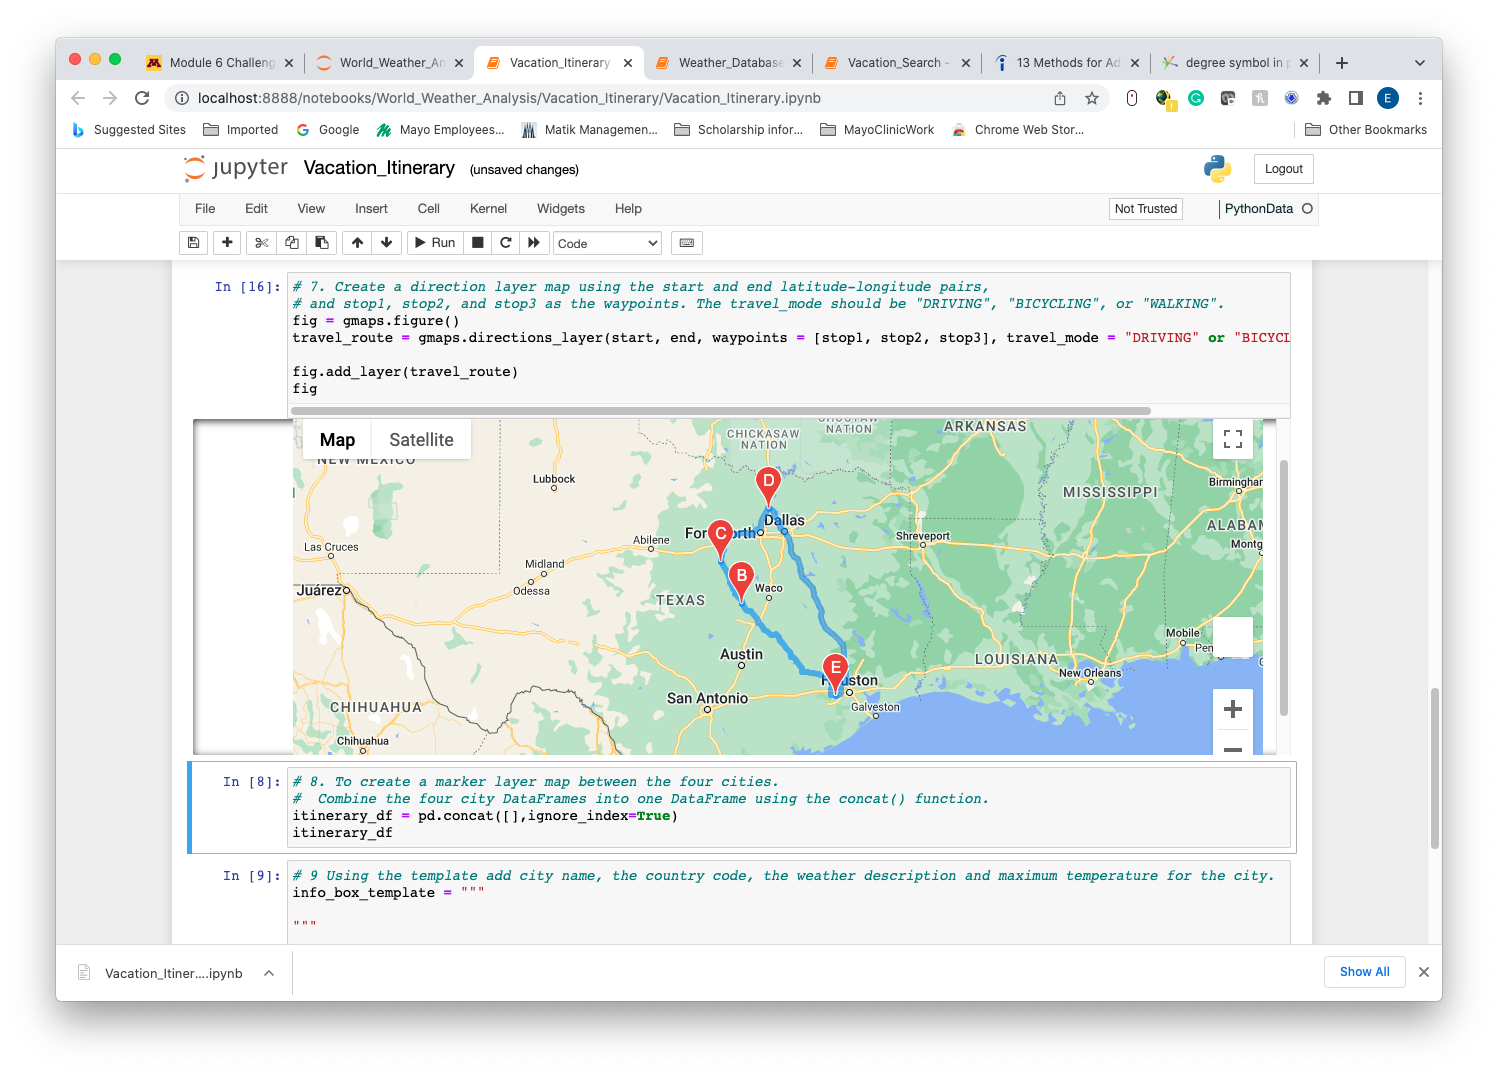 Module 6 Challeng
World_Weather_An
Vacation_Itinerary
Weather_Database
Vacation_Search -
13 Methods for Ad
degree symbol in p
localhost:8888/notebooks/World_Weather_Analysis/Vacation_Itinerary/Vacation_Itinerary.ipynb
E
Suggested Sites
Imported
Google
Mayo Employees...
Matik Managemen...
Scholarship infor...
MayoClinicWork
Chrome Web Stor...
Other Bookmarks
jupyter Vacation_Itinerary (unsaved changes)
Logout
File Edit View Insert Cell Kernel Widgets Help
Not Trusted
PythonData
Run
Code
In [16]:
# 7. Create a direction layer map using the start and end latitude-longitude pairs,
# and stop1, stop2, and stop3 as the waypoints. The travel_mode should be "DRIVING", "BICYCLING", or "WALKING".
fig = gmaps.figure()
travel_route = gmaps.directions_layer(start, end, waypoints = [stop1, stop2, stop3], travel_mode = "DRIVING" or "BICYCL
fig.add_layer(travel_route)
fig
Map
Satellite
NEW MEXICO
CHICKASAW
NATION
CHOCTAW
NATION
ARKANSAS
Lubbock
D
MISSISSIPPI
Birminghar
Dallas
C
ALABAM
Abilene
Shreveport
Montg
Las Cruces
Midland
B
Waco
Odessa
Juárez
TEXAS
Mobile
Pen
Austin
E
LOUISIANA
New Orleans
San Antonio
Galveston
CHIHUAHUA
Chihuahua
In [8]:
# 8. To create a marker layer map between the four cities.
#  Combine the four city DataFrames into one DataFrame using the concat() function.
itinerary_df = pd.concat([],ignore_index=True)
itinerary_df
In [9]:
# 9 Using the template add city name, the country code, the weather description and maximum temperature for the city.
info_box_template = """
"""
Vacation_Itiner....ipynb
Show All